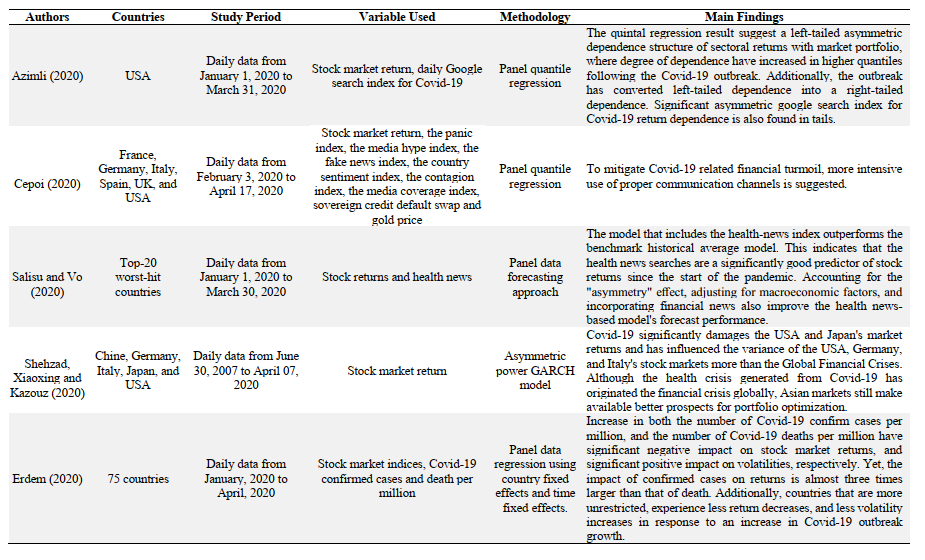 Authors Countries Study Period Variable Used Methodology Main Findings
Azimli (2020)
USA
Daily data from
January 1, 2020 to
March 31, 2020
Stock market return, daily Google
search index for Covid-19
Panel quantile
regression
The quintal regression result suggest a left-tailed asymmetric
dependence structure of sectoral returns with market portfolio,
where degree of dependence have increased in higher quantiles
following the Covid-19 outbreak. Additionally, the outbreak
has converted left-tailed dependence into a right-tailed
dependence. Significant asymmetric google search index for
Covid-19 return dependence is also found in tails.
Cepoi (2020)
France,
Germany, Italy,
Spain, UK, and
USA
Daily data from
February 3, 2020 to
April 17, 2020
Stock market return, the panic
index, the media hype index, the
fake news index, the country
sentiment index, the contagion
index, the media coverage index,
sovereign credit default swap and
gold price
Panel quantile
regression
To mitigate Covid-19 related financial turmoil, more intensive
use of proper communication channels is suggested.
Salisu and Vo
(2020)
Top-20
worst-hit
countries
Daily data from
January 1, 2020 to
March 30, 2020
Stock returns and health news
Panel data
forecasting
approach
The model that includes the health-news index outperforms the
benchmark historical average model. This indicates that the
health news searches are a significantly good predictor of stock
returns since the start of the pandemic. Accounting for the
"asymmetry" effect, adjusting for macroeconomic factors, and
incorporating financial news also improve the health news-
based model's forecast performance.
Shehzad,
Xiaoxing and
Kazouz (2020)
Chine, Germany,
Italy, Japan, and
USA
Daily data from June
30, 2007 to April 07,
2020
Stock market return
Asymmetric
power GARCH
model
Covid-19 significantly damages the USA and Japan's market
returns and has influenced the variance of the USA, Germany,
and Italy's stock markets more than the Global Financial Crises.
Although the health crisis generated from Covid-19 has
originated the financial crisis globally, Asian markets still make
available better prospects for portfolio optimization.
Erdem (2020)
75 countries
Daily data from
January, 2020 to
April, 2020
Stock market indices, Covid-19
confirmed cases and death per
million
Panel data
regression using
country fixed
effects and time
fixed effects.
Increase in both the number of Covid-19 confirm cases per
million, and the number of Covid-19 deaths per million have
significant negative impact on stock market returns, and
significant positive impact on volatilities, respectively. Yet, the
impact of confirmed cases on returns is almost three times
larger than that of death. Additionally, countries that are more
unrestricted, experience less return decreases, and less volatility
increases in response to an increase in Covid-19 outbreak
growth.